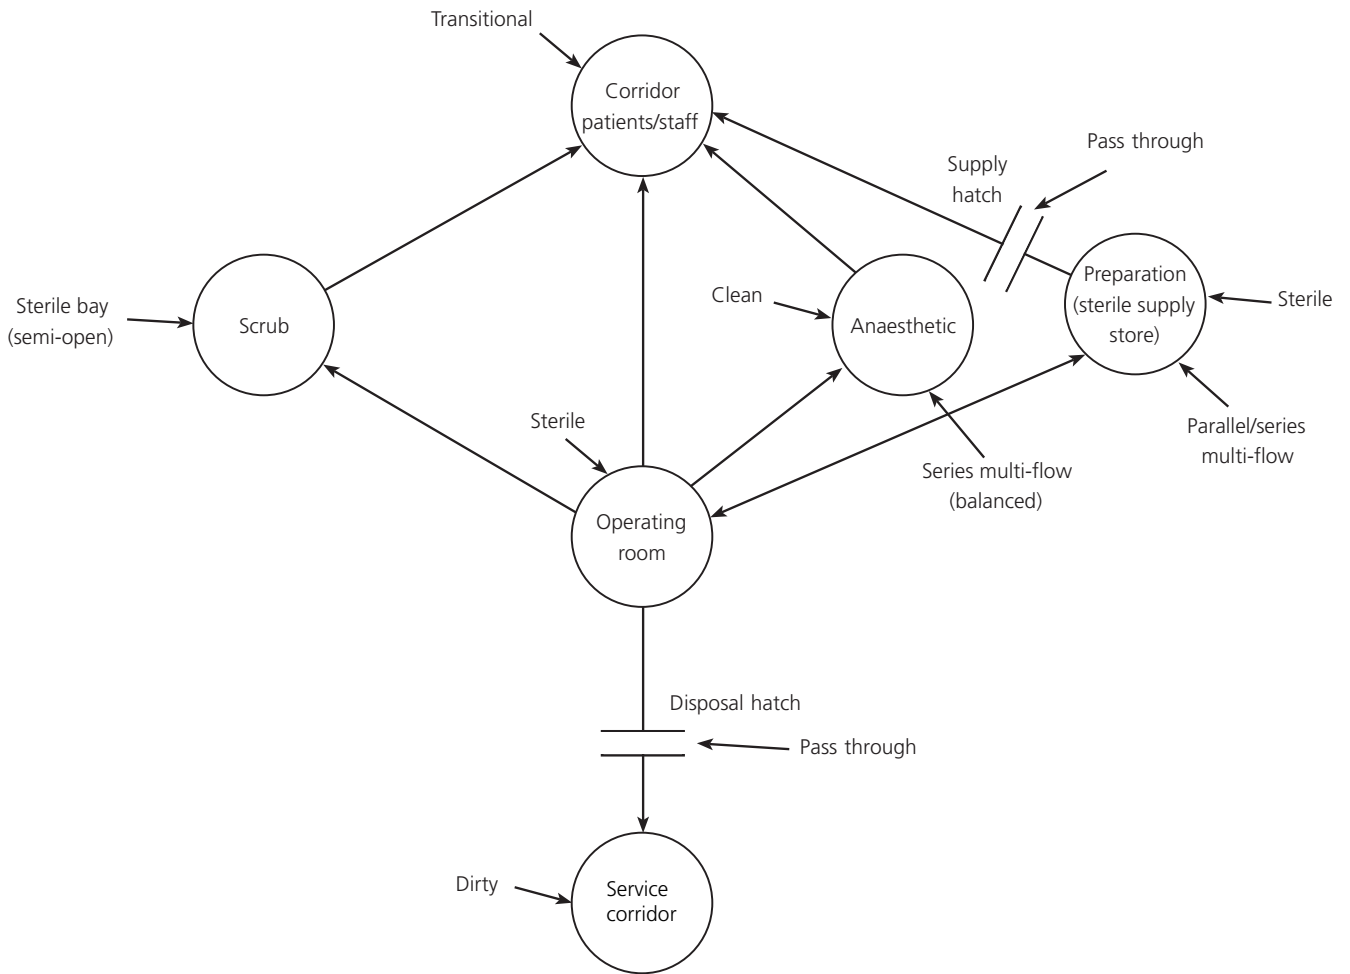 Transitional
Corridor
patients/staff
Pass through
Supply
hatch
Preparation
(sterile supply
store)
Sterile
Clean
Anaesthetic
Sterile bay
(semi-open)
Scrub
Sterile
Parallel/series
multi-flow
Series multi-flow
(balanced)
Operating
room
Disposal hatch
Pass through
Dirty
Service
corridor